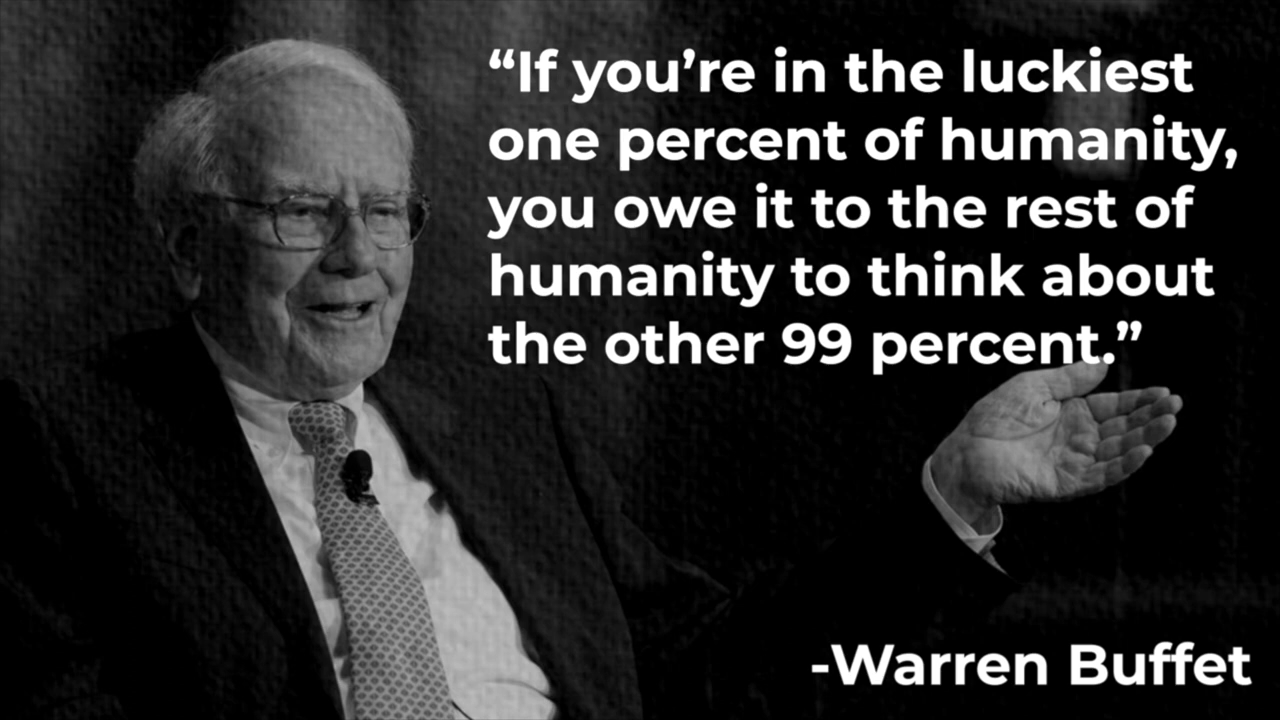 “If you’re in the luckiest
one percent of humanity,
you owe it to the rest of
humanity to think about
the other 99 percent.”
-Warren Buffet